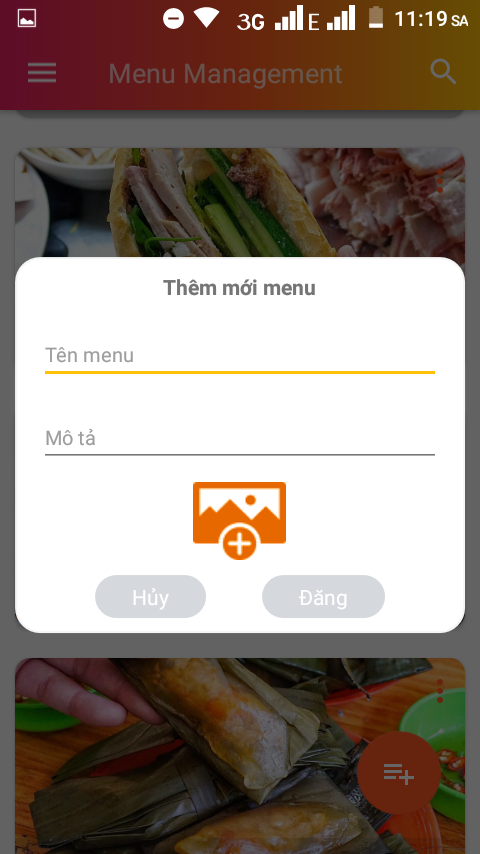 3G E 11:19 SA
Menu Management
Thêm mới menu
Tên menu
Mô tả
Hủy Đăng